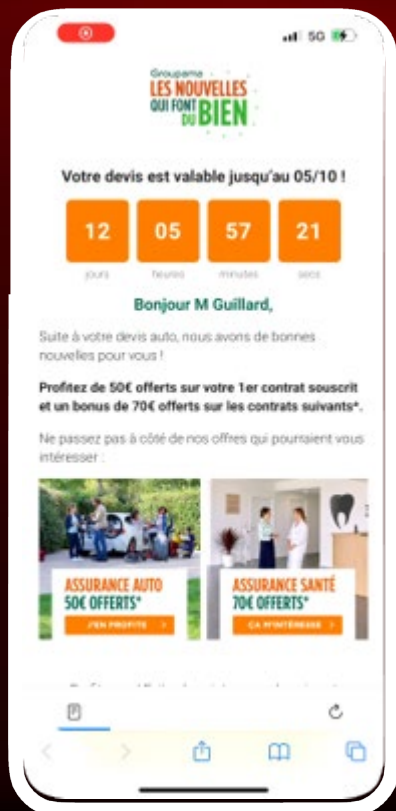 5G
Groupama
LES NOUVELLES
QUI FONT
DU BIEN
Votre devis est valable jusqu'au 05/10 !
12 05 57 21
jours heures minutes secs
Bonjour M Guillard,
Suite à votre devis auto, nous avons de bonnes
nouvelles pour vous !
Profitez de 50€ offerts sur votre 1er contrat souscrit
et un bonus de 70€ offerts sur les contrats suivants*.
Ne passez pas à côté de nos offres qui pourraient vous
intéresser :
ASSURANCE AUTO
50€ OFFERTS*
J'EN PROFITE >
ASSURANCE SANTÉ
70€ OFFERTS*
ÇA M'INTÉRESSE >